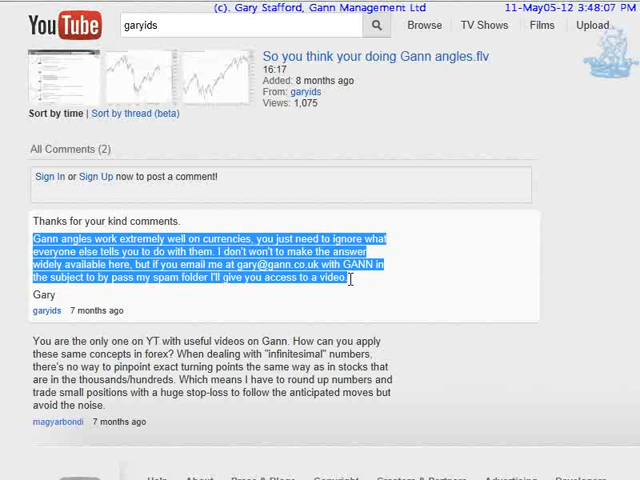 (c). Gary Stafford, Gann Management Ltd 11-May05-12 3:48:07 PM
YouTube garyids Browse TV Shows Films Upload
So you think your doing Gann angles.flv
16:17
Added: 8 months ago
From: garyids
Views: 1,075
Sort by time | Sort by thread (beta)
All Comments (2)
Sign In or Sign Up now to post a comment!
Thanks for your kind comments.
Gann angles work extremely well on currencies, you just need to ignore what
everyone else tells you to do with them. I don't won't to make the answer
widely available here, but if you email me at gary@gann.co.uk with GANN in
the subject to by pass my spam folder I'll give you access to a video.
Gary
garyids 7 months ago
You are the only one on YT with useful videos on Gann. How can you apply
these same concepts in forex? When dealing with "infinitesimal" numbers,
there's no way to pinpoint exact turning points the same way as in stocks that
are in the thousands/hundreds. Which means I have to round up numbers and
trade small positions with a huge stop-loss to follow the anticipated moves but
avoid the noise.
magyarbondi 7 months ago
Help About Press & Blogs Copyright Creators & Partners Advertising Developers